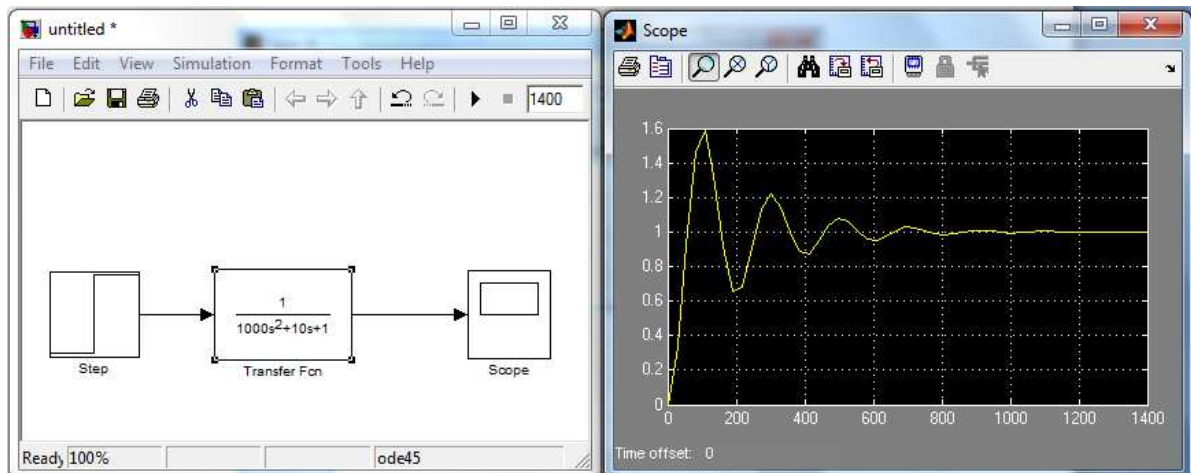 untitled *
File Edit View Simulation Format Tools Help
1400
1
1000s²+10s+1
Step
Transfer Fcn
Scope
Ready 100%
ode45
Scope
1.6
1.4
1.2
1
0.8
0.6
0.4
0.2
0
0 200 400 600 800 1000 1200 1400
Time offset: 0